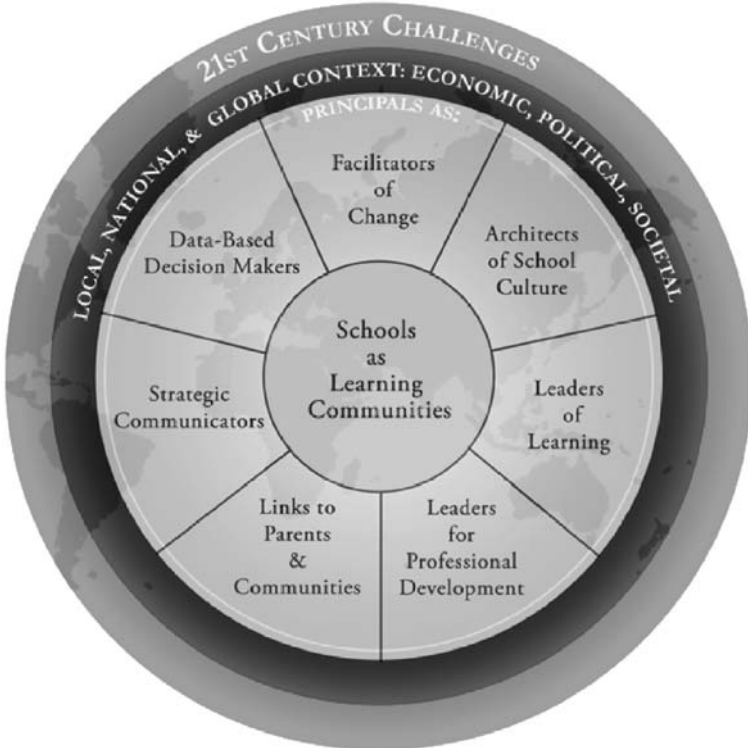 21ST CENTURY CHALLENGES
LOCAL, NATIONAL, & GLOBAL CONTEXT: ECONOMIC, POLITICAL, SOCIETAL
PRINCIPALS AS:
Facilitators
of
Change
Architects
of School
Culture
Leaders
of
Learning
Leaders
for
Professional
Development
Links to
Parents
&
Communities
Strategic
Communicators
Data-Based
Decision Makers
Schools
as
Learning
Communities